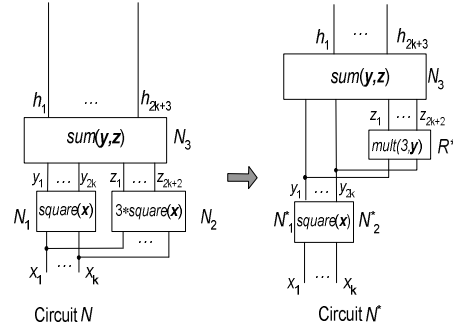 h1 ... h2k+3
sum(y,z) N3
y1 ... y2k z1 ... z2k+2
N1 square(x) 3*square(x) N2
... ...
x1 ... xk
Circuit N
h1 ... h2k+3
sum(y,z) N3
z1 ... z2k+2
mult(3,y) R*
y1 ... y2k
N*1 square(x) N*2
x1 ... xk
Circuit N*